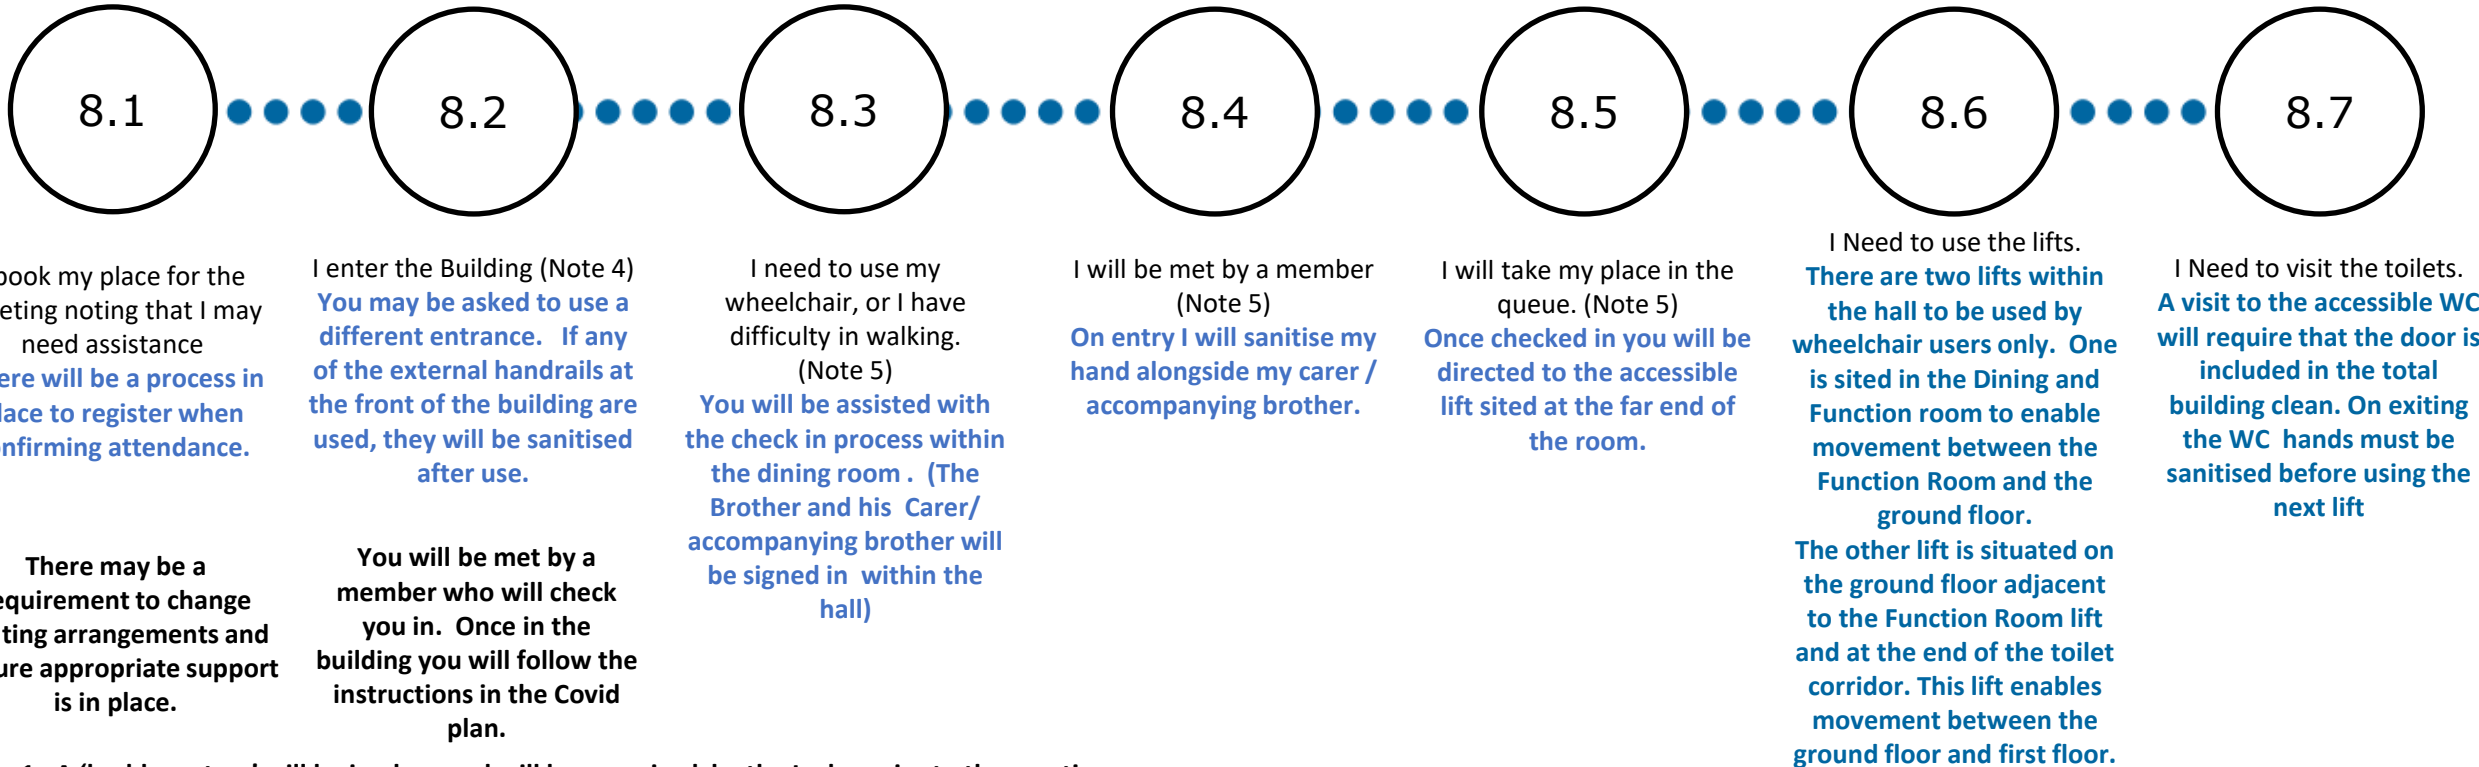 8.1
8.2
8.3
8.4
8.5
8.6
8.7
book my place for the
eting noting that I may
need assistance
ere will be a process in
lace to register when
nfirming attendance.
There may be a
equirement to change
ting arrangements and
ure appropriate support
is in place.
I enter the Building (Note 4)
You may be asked to use a
different entrance. If any
of the external handrails at
the front of the building are
used, they will be sanitised
after use.
You will be met by a
member who will check
you in. Once in the
building you will follow the
instructions in the Covid
plan.
I need to use my
wheelchair, or I have
difficulty in walking.
(Note 5)
You will be assisted with
the check in process within
the dining room . (The
Brother and his Carer/
accompanying brother will
be signed in within the
hall)
I will be met by a member
(Note 5)
On entry I will sanitise my
hand alongside my carer /
accompanying brother.
I will take my place in the
queue. (Note 5)
Once checked in you will be
directed to the accessible
lift sited at the far end of
the room.
I Need to use the lifts.
There are two lifts within
the hall to be used by
wheelchair users only. One
is sited in the Dining and
Function room to enable
movement between the
Function Room and the
ground floor.
The other lift is situated on
the ground floor adjacent
to the Function Room lift
and at the end of the toilet
corridor. This lift enables
movement between the
ground floor and first floor.
I Need to visit the toilets.
A visit to the accessible WC
will require that the door is
included in the total
building clean. On exiting
the WC hands must be
sanitised before using the
next lift